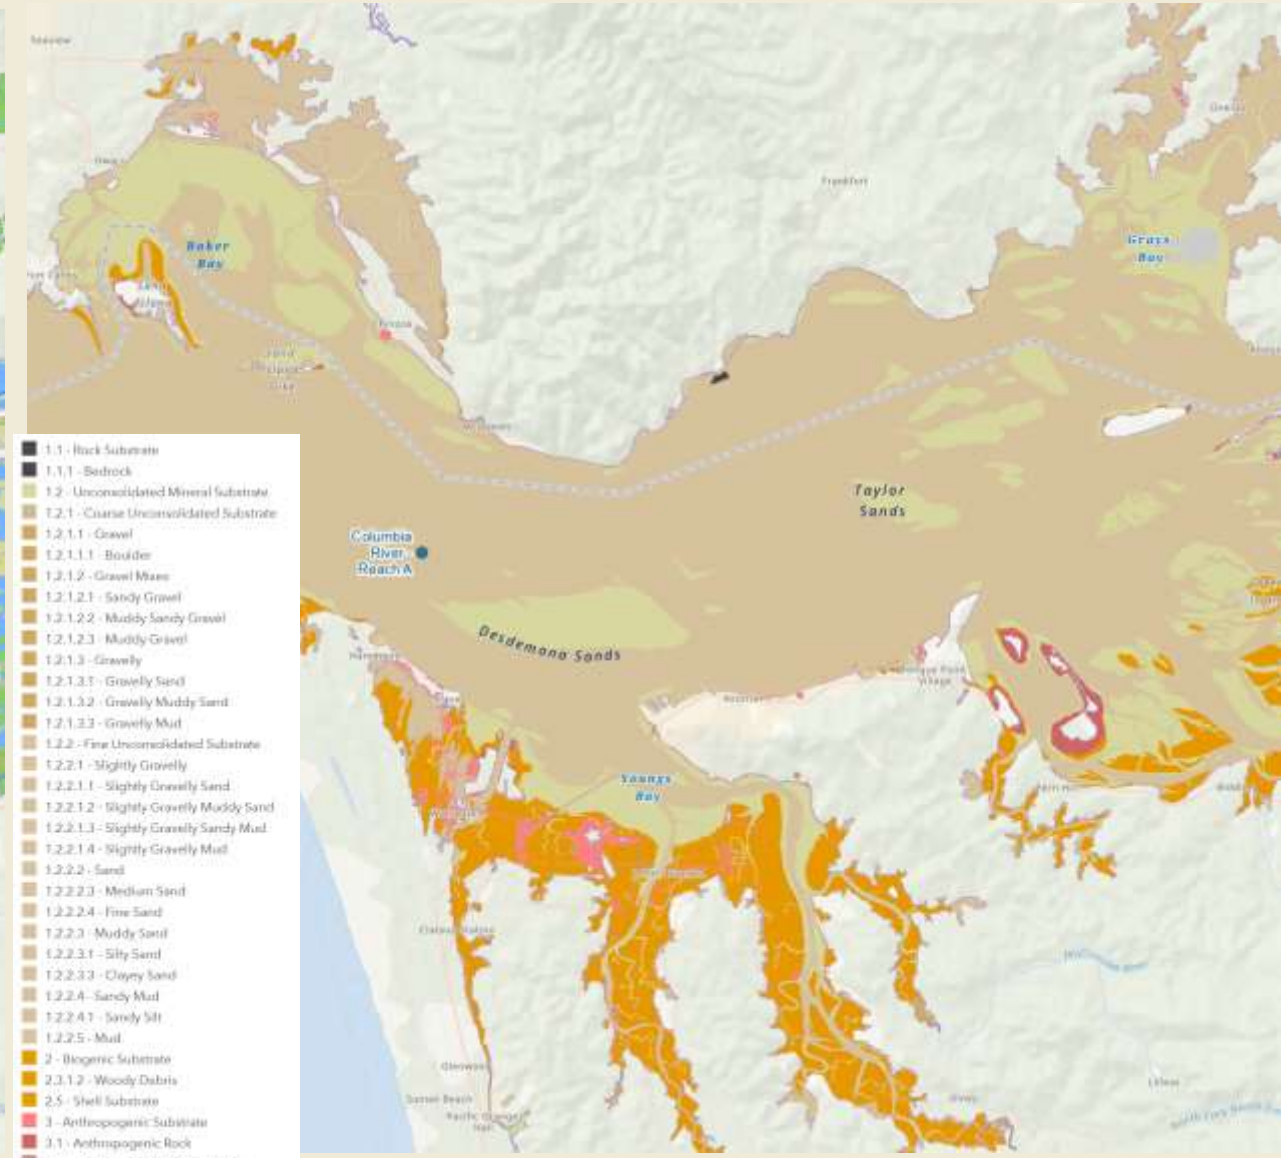 Seaview
Frankfort
Baker
Bay
Grays
Bay
Taylor
Sands
Columbia
River,
Reach A
Desdemona Sands
Village
Youngs
Bay
Glenwood
Sunset Beach
1.1 - Rock Substrate
1.1.1 - Bedrock
1.2 - Unconsolidated Mineral Substrate
1.2.1 - Coarse Unconsolidated Substrate
1.2.1.1 - Gravel
1.2.1.1.1 - Boulder
1.2.1.2 - Gravel Mixes
1.2.1.2.1 - Sandy Gravel
1.2.1.2.2 - Muddy Sandy Gravel
1.2.1.2.3 - Muddy Gravel
1.2.1.3 - Gravelly
1.2.1.3.1 - Gravelly Sand
1.2.1.3.2 - Gravelly Muddy Sand
1.2.1.3.3 - Gravelly Mud
1.2.2 - Fine Unconsolidated Substrate
1.2.2.1 - Slightly Gravelly
1.2.2.1.1 - Slightly Gravelly Sand
1.2.2.1.2 - Slightly Gravelly Muddy Sand
1.2.2.1.3 - Slightly Gravelly Sandy Mud
1.2.2.1.4 - Slightly Gravelly Mud
1.2.2.2 - Sand
1.2.2.2.3 - Medium Sand
1.2.2.2.4 - Fine Sand
1.2.2.3 - Muddy Sand
1.2.2.3.1 - Silty Sand
1.2.2.3.3 - Clayey Sand
1.2.2.4 - Sandy Mud
1.2.2.4.1 - Sandy Silt
1.2.2.5 - Mud
2 - Biogenic Substrate
2.3.1.2 - Woody Debris
2.5 - Shell Substrate
3 - Anthropogenic Substrate
3.1 - Anthropogenic Rock